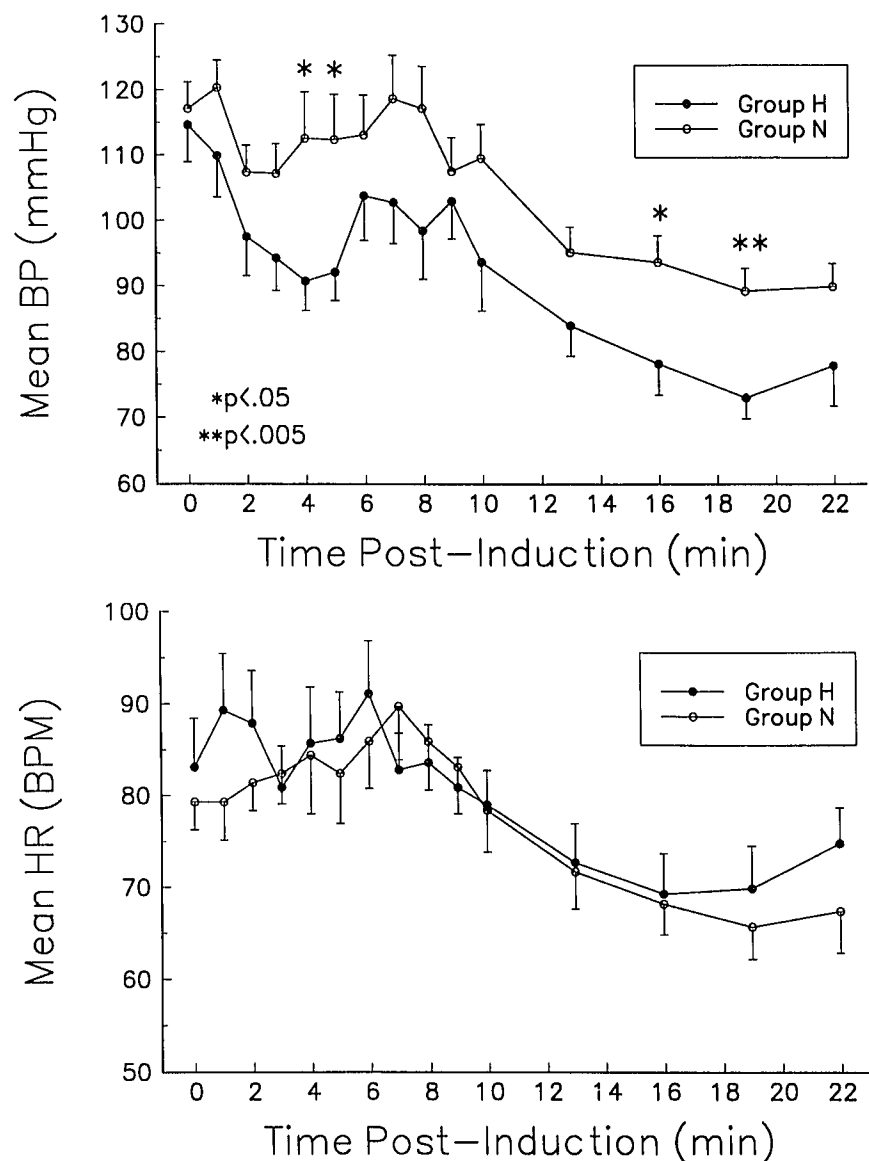 130
120
110
100
90
80
70
60
Mean BP (mmHg)
* *
*
**
Group H
Group N
*p<.05
**p<.005
0 2 4 6 8 10 12 14 16 18 20 22
Time Post-Induction (min)
100
90
80
70
60
50
Mean HR (BPM)
Group H
Group N
0 2 4 6 8 10 12 14 16 18 20 22
Time Post-Induction (min)